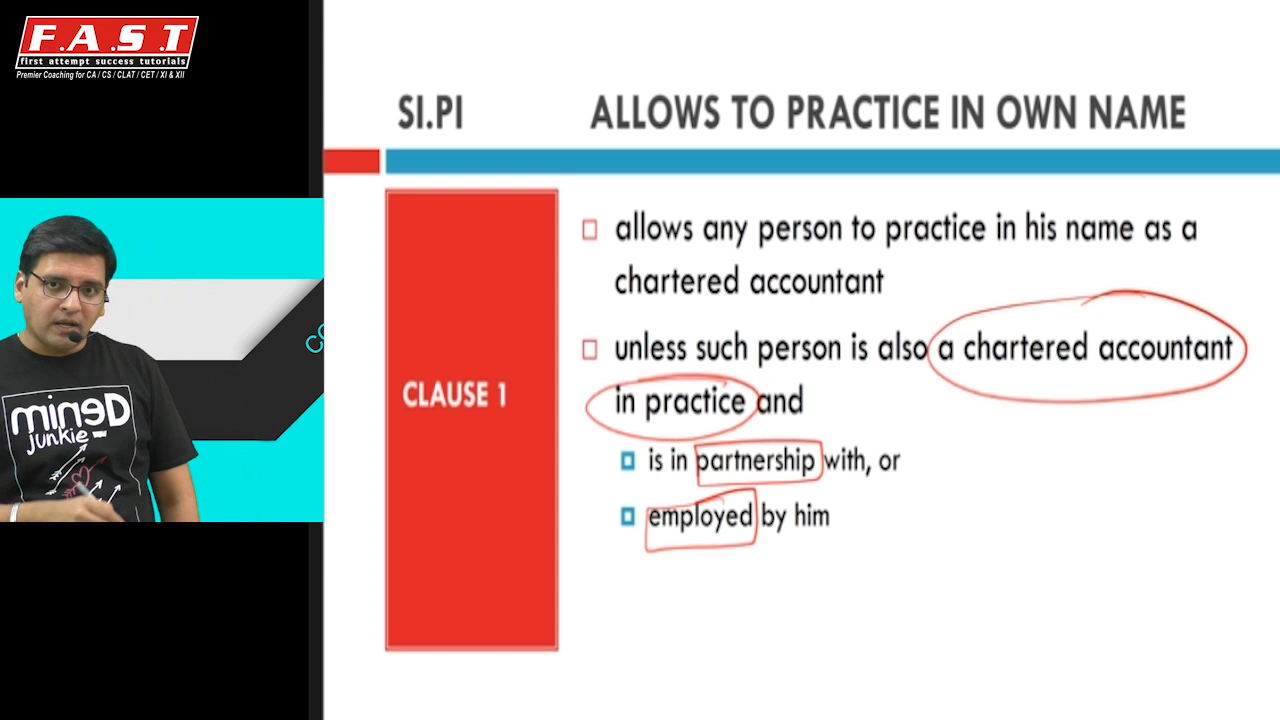 F.A.S.T
first attempt success tutorials
Premier Coaching for CA / CS / CLAT / CET / XI & XII
SI.PI ALLOWS TO PRACTICE IN OWN NAME
CLAUSE 1
allows any person to practice in his name as a
chartered accountant
unless such person is also a chartered accountant
in practice and
is in partnership with, or
employed by him
mineD
junkie